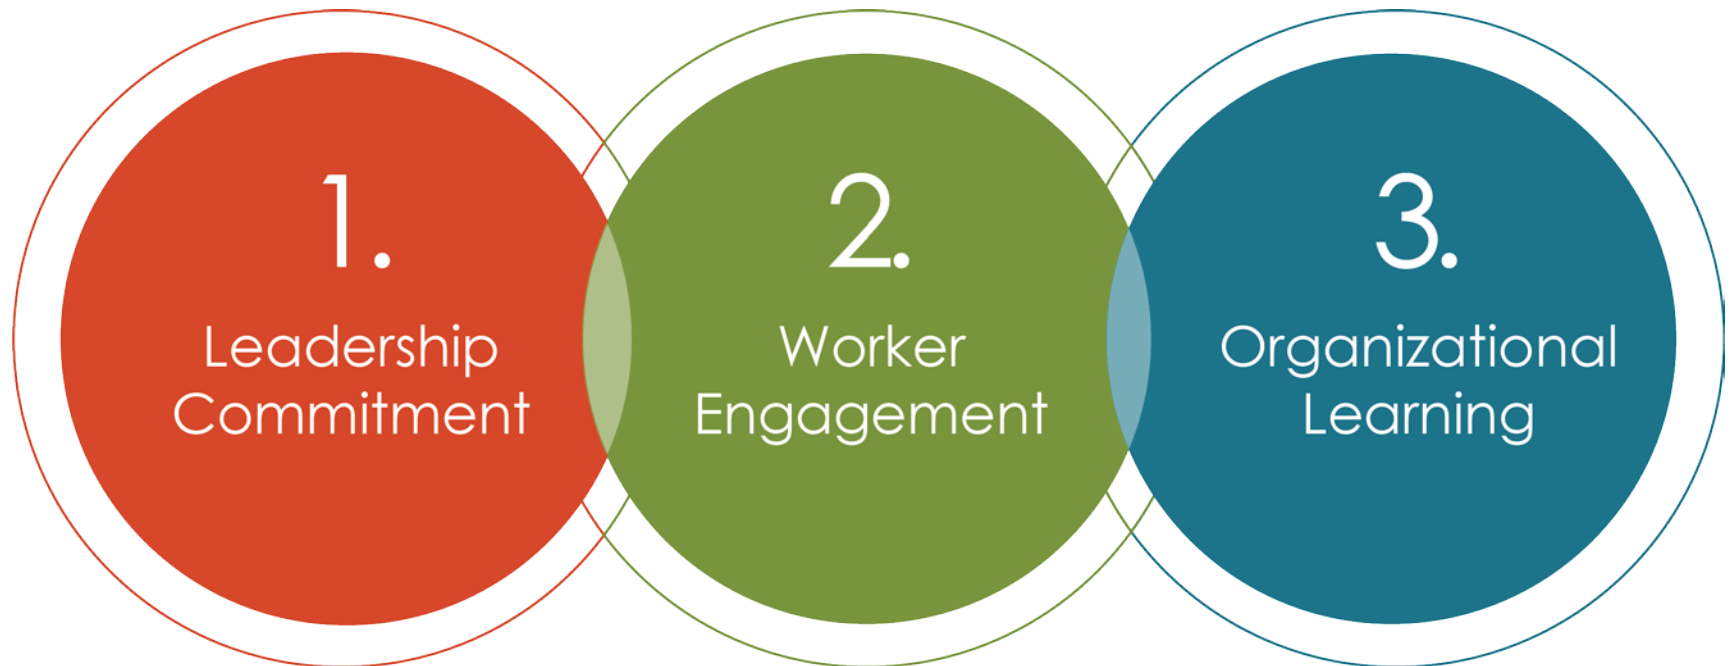 1.
Leadership
Commitment
2.
Worker
Engagement
3.
Organizational
Learning